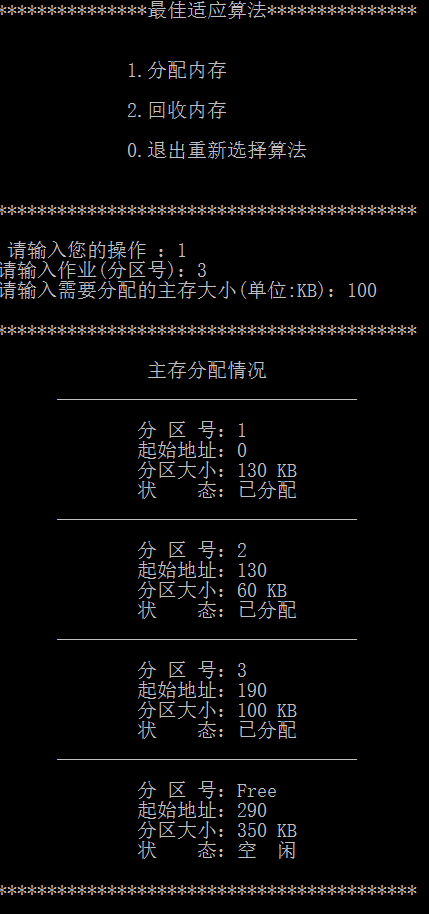 ***************最佳适应算法***************
1.分配内存
2.回收内存
0.退出重新选择算法
******************************************
请输入您的操作 ：1
请输入作业(分区号)：3
请输入需要分配的主存大小(单位:KB)：100
******************************************
主存分配情况
分 区 号：1
起始地址：0
分区大小：130 KB
状    态：已分配
分 区 号：2
起始地址：130
分区大小：60 KB
状    态：已分配
分 区 号：3
起始地址：190
分区大小：100 KB
状    态：已分配
分 区 号：Free
起始地址：290
分区大小：350 KB
状    态：空  闲
******************************************